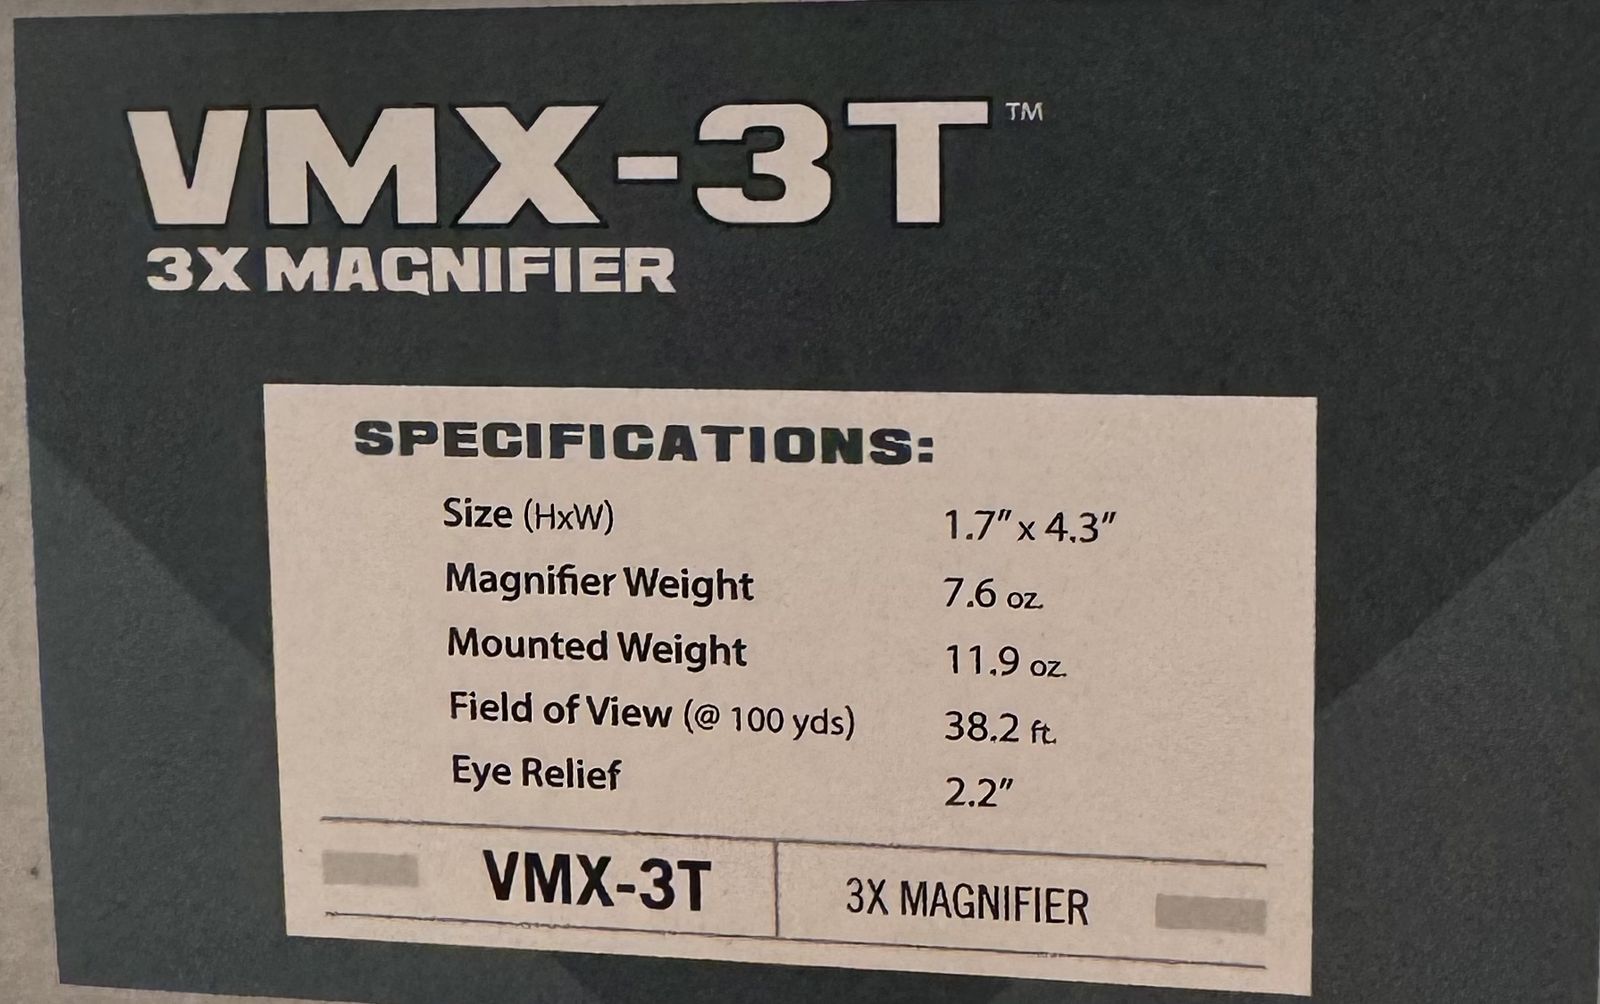 VMX-3T™
3X MAGNIFIER
SPECIFICATIONS:
Size (HxW) 1.7" x 4.3"
Magnifier Weight 7.6 oz.
Mounted Weight 11.9 oz.
Field of View (@ 100 yds) 38.2 ft.
Eye Relief 2.2"
VMX-3T 3X MAGNIFIER